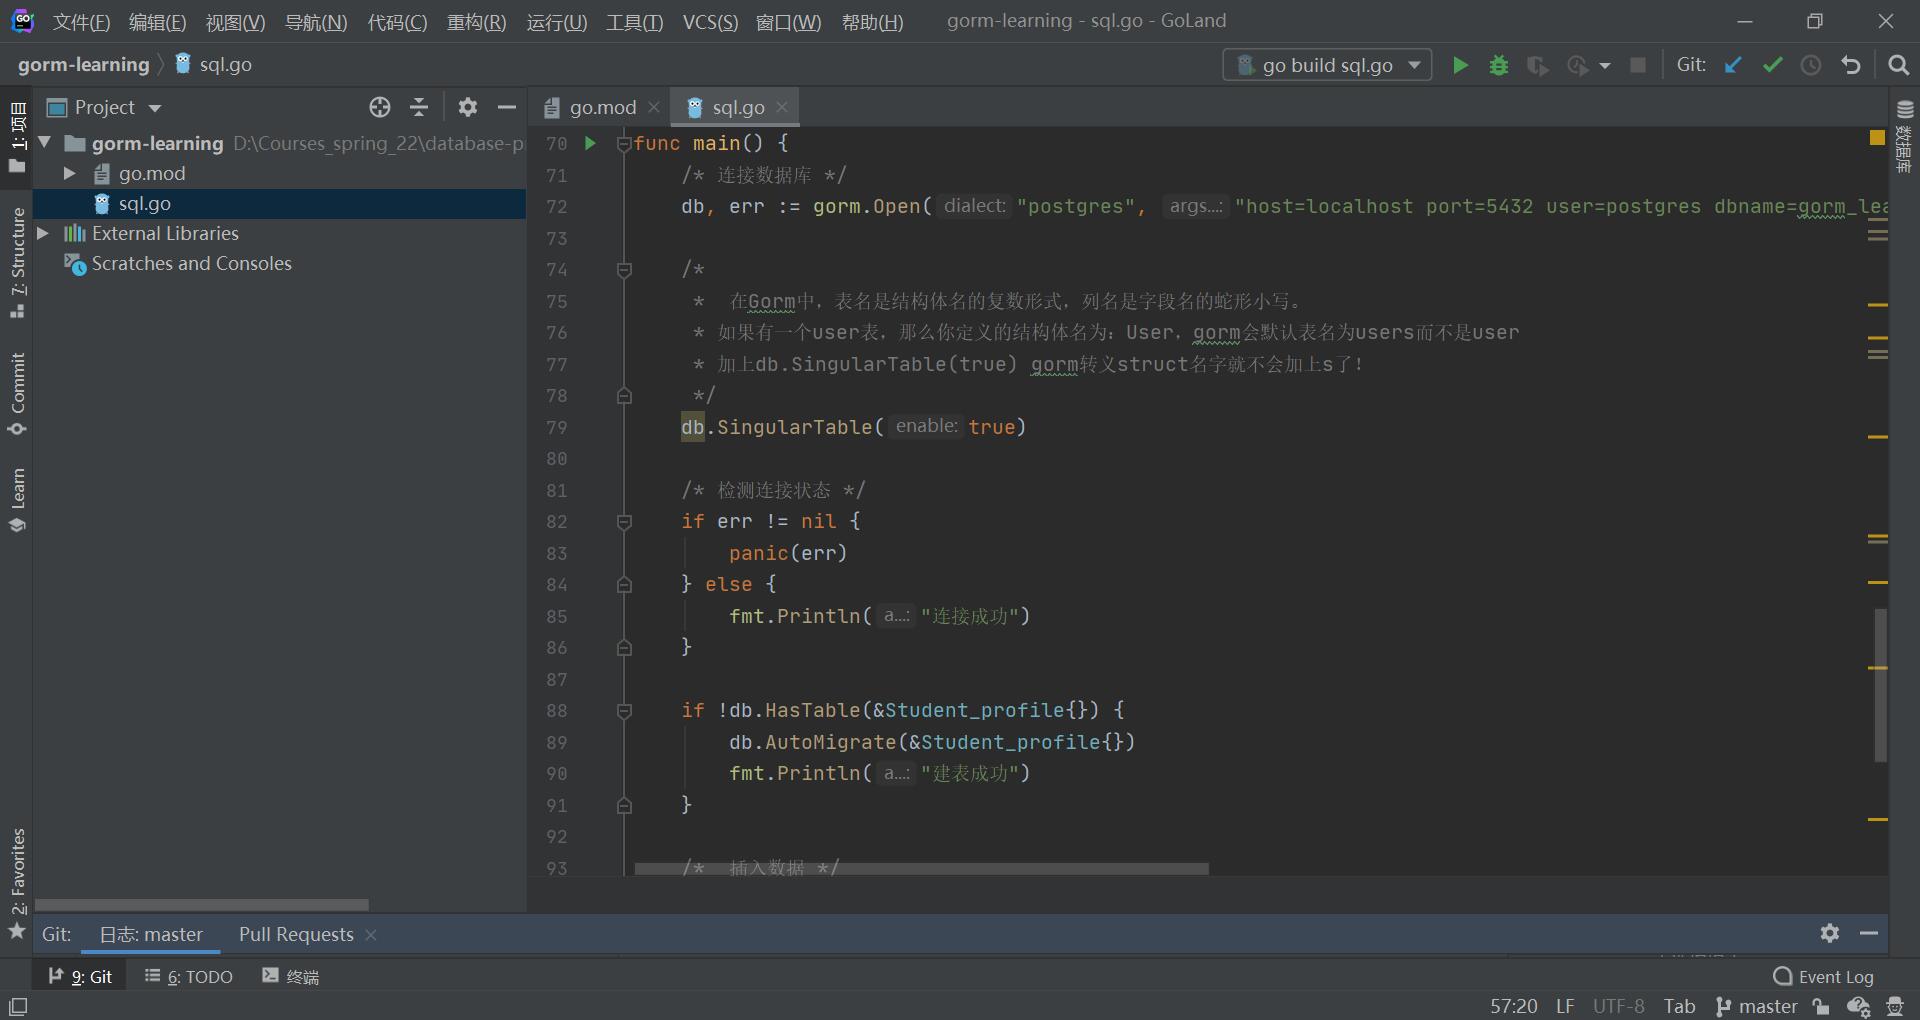 文件(F) 编辑(E) 视图(V) 导航(N) 代码(C) 重构(R) 运行(U) 工具(T) VCS(S) 窗口(W) 帮助(H) gorm-learning - sql.go - GoLand
gorm-learning sql.go go build sql.go Git:
1: 项目
7: Structure
Commit
Learn
2: Favorites
Project
gorm-learning D:\Courses_spring_22\database-p
go.mod
sql.go
External Libraries
Scratches and Consoles
go.mod sql.go
数据库
70 func main() {
71 /* 连接数据库 */
72 db, err := gorm.Open( dialect: "postgres", args...: "host=localhost port=5432 user=postgres dbname=gorm_lea
73
74 /*
75 * 在Gorm中，表名是结构体名的复数形式，列名是字段名的蛇形小写。
76 * 如果有一个user表，那么你定义的结构体名为：User，gorm会默认表名为users而不是user
77 * 加上db.SingularTable(true) gorm转义struct名字就不会加上s了！
78 */
79 db.SingularTable( enable: true)
80
81 /* 检测连接状态 */
82 if err != nil {
83 panic(err)
84 } else {
85 fmt.Println( a...: "连接成功")
86 }
87
88 if !db.HasTable(&Student_profile{}) {
89 db.AutoMigrate(&Student_profile{})
90 fmt.Println( a...: "建表成功")
91 }
92
93 /* 插入数据 */
Git: 日志: master Pull Requests
9: Git 6: TODO 终端 Event Log
57:20 LF UTF-8 Tab master